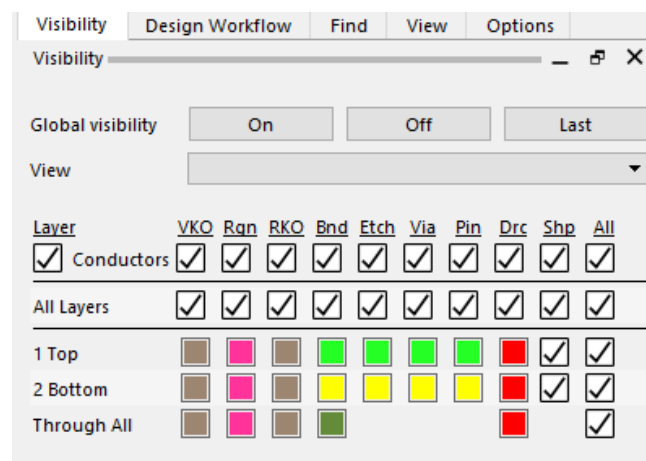 Visibility Design Workflow Find View Options
Visibility
Global visibility On Off Last
View
Layer VKO Rgn RKO Bnd Etch Via Pin Drc Shp All
Conductors
All Layers
1 Top
2 Bottom
Through All